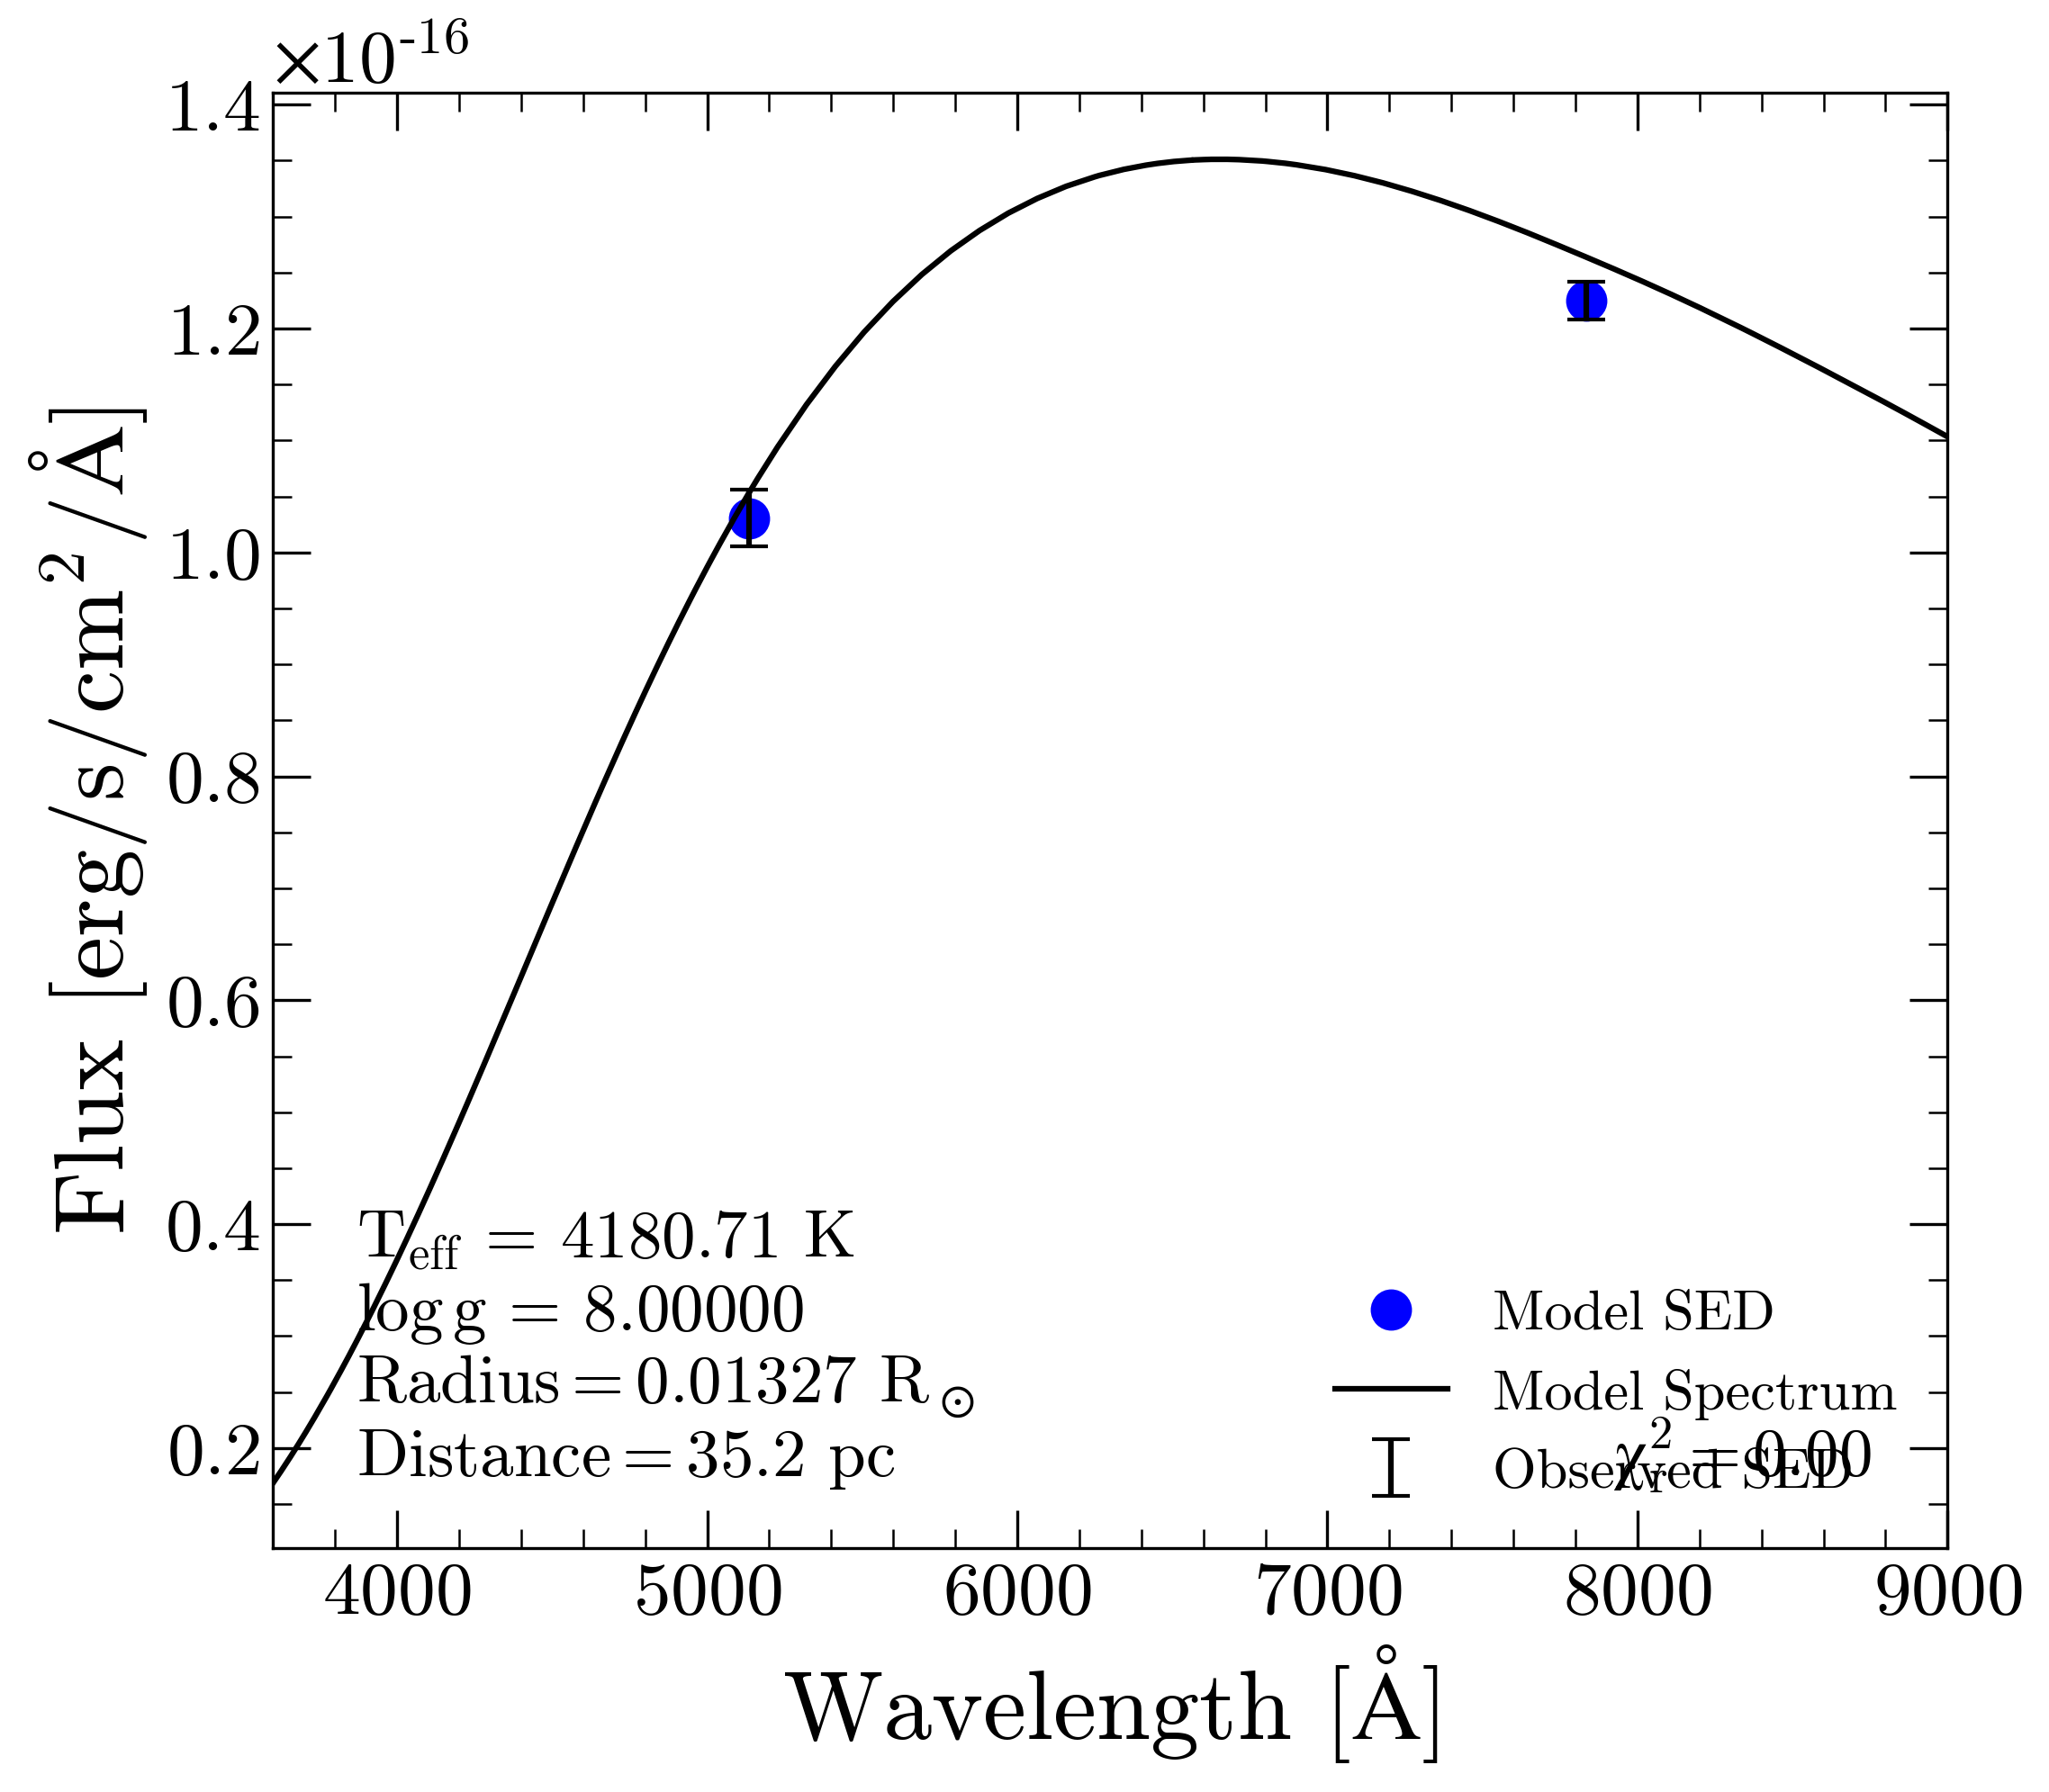 ×10-16
1.4
1.2
1.0
0.8
0.6
0.4
0.2
Flux [erg/s/cm2/Å]
Teff = 4180.71 K
log g = 8.00000
Radius = 0.01327 R⊙
Distance = 35.2 pc
Model SED
Model Spectrum
Observed SED
= 0.00
4000 5000 6000 7000 8000 9000
Wavelength [Å]